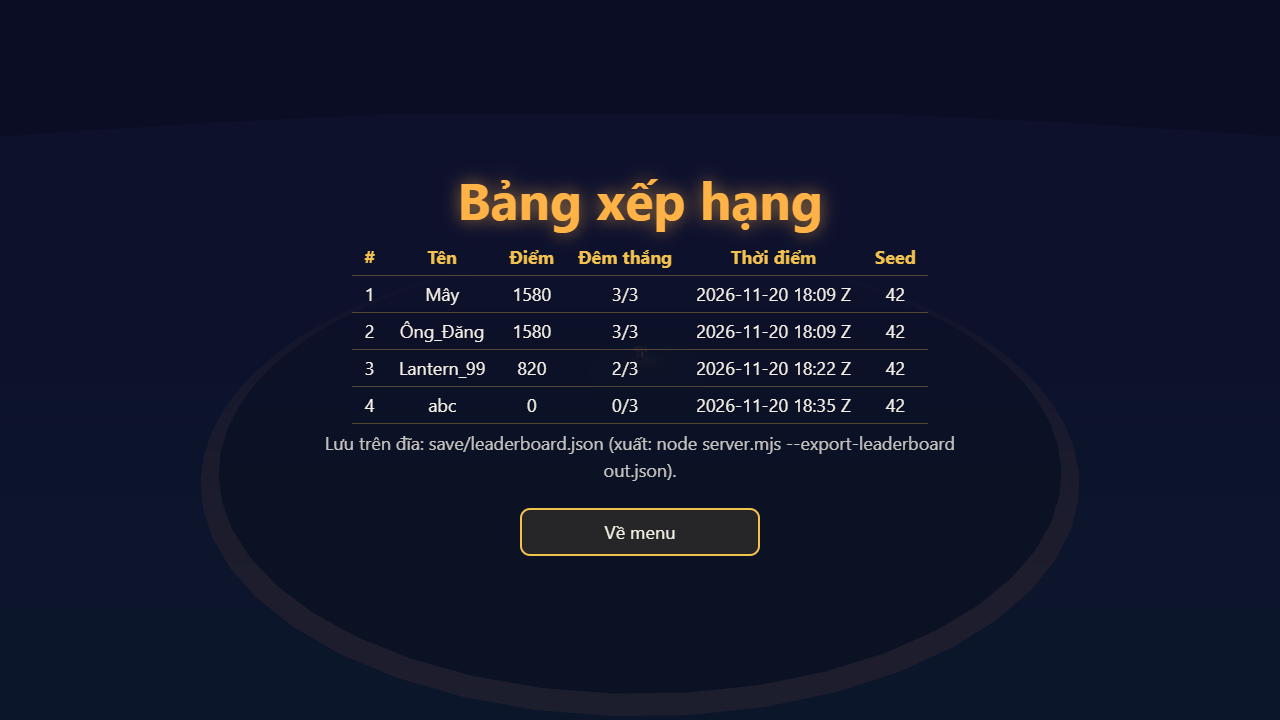 Bảng xếp hạng
# Tên Điểm Đêm thắng Thời điểm Seed
1 Mây 1580 3/3 2026-11-20 18:09 Z 42
2 Ông_Đăng 1580 3/3 2026-11-20 18:09 Z 42
3 Lantern_99 820 2/3 2026-11-20 18:22 Z 42
4 abc 0 0/3 2026-11-20 18:35 Z 42
Lưu trên đĩa: save/leaderboard.json (xuất: node server.mjs --export-leaderboard
out.json).
Về menu